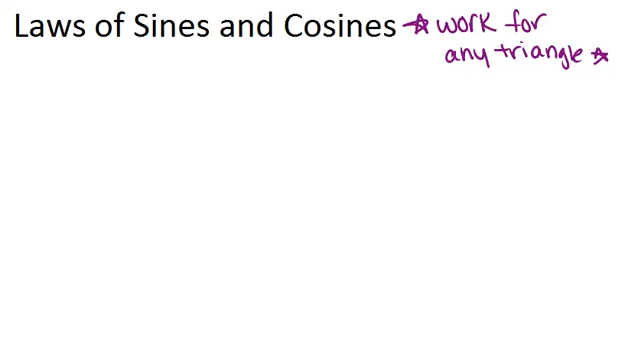 Laws of Sines and Cosines ☆ work for
any triangle ☆